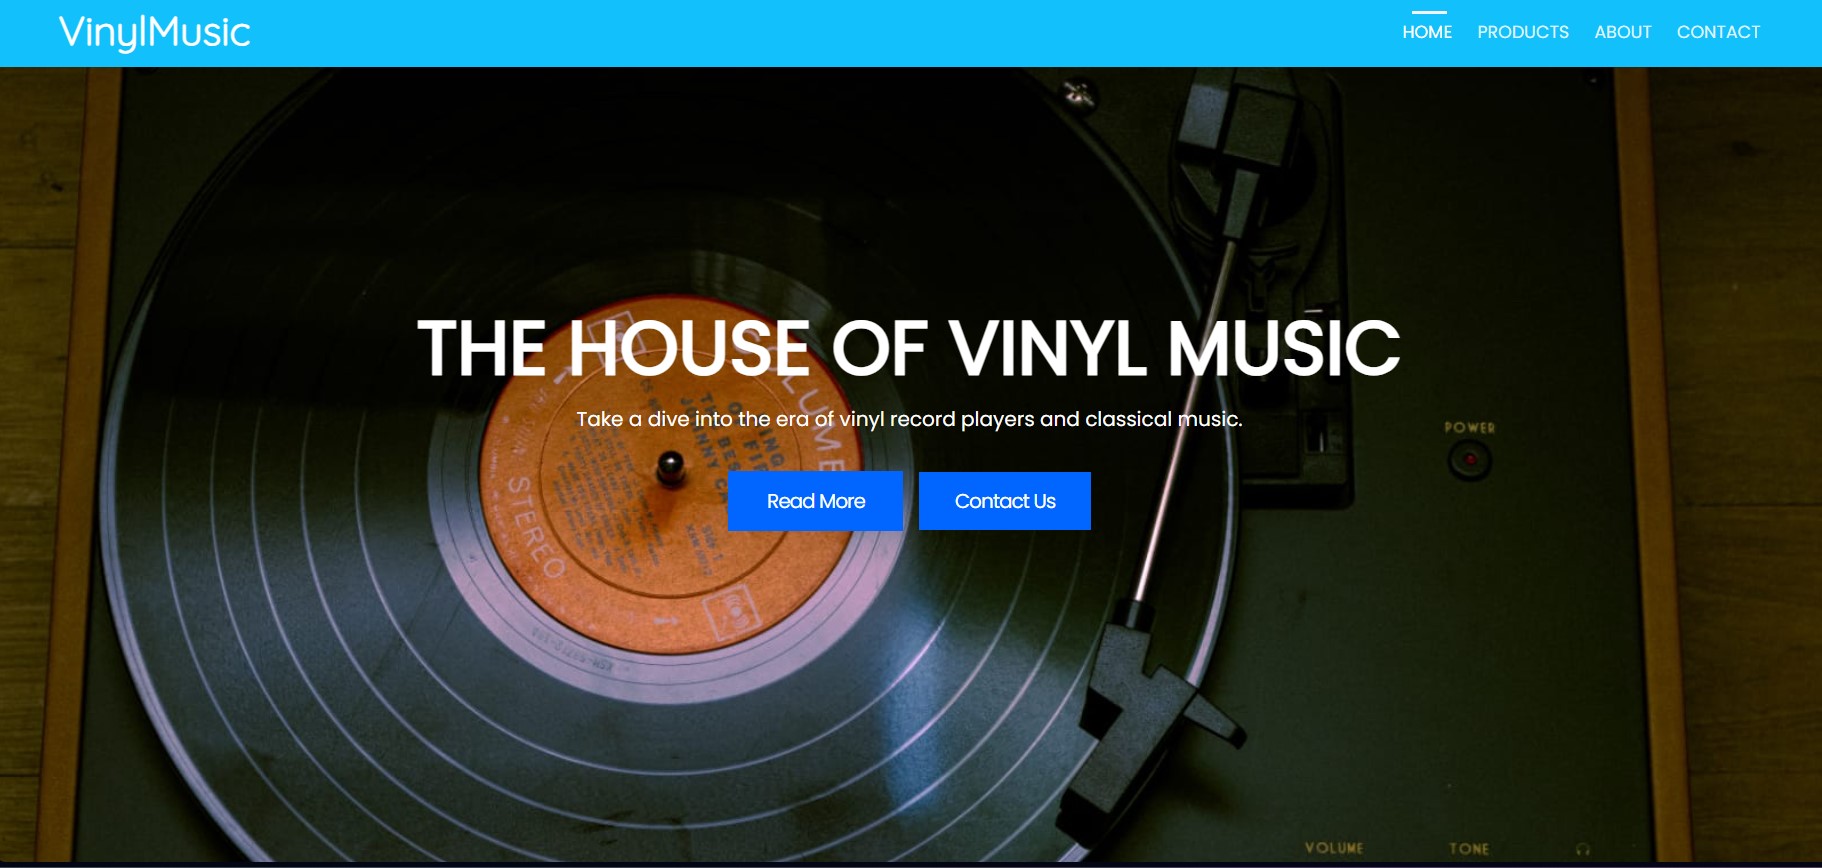 VinylMusic
HOME PRODUCTS ABOUT CONTACT
THE HOUSE OF VINYL MUSIC
Take a dive into the era of vinyl record players and classical music.
Read More Contact Us
POWER
STEREO
VOLUME TONE